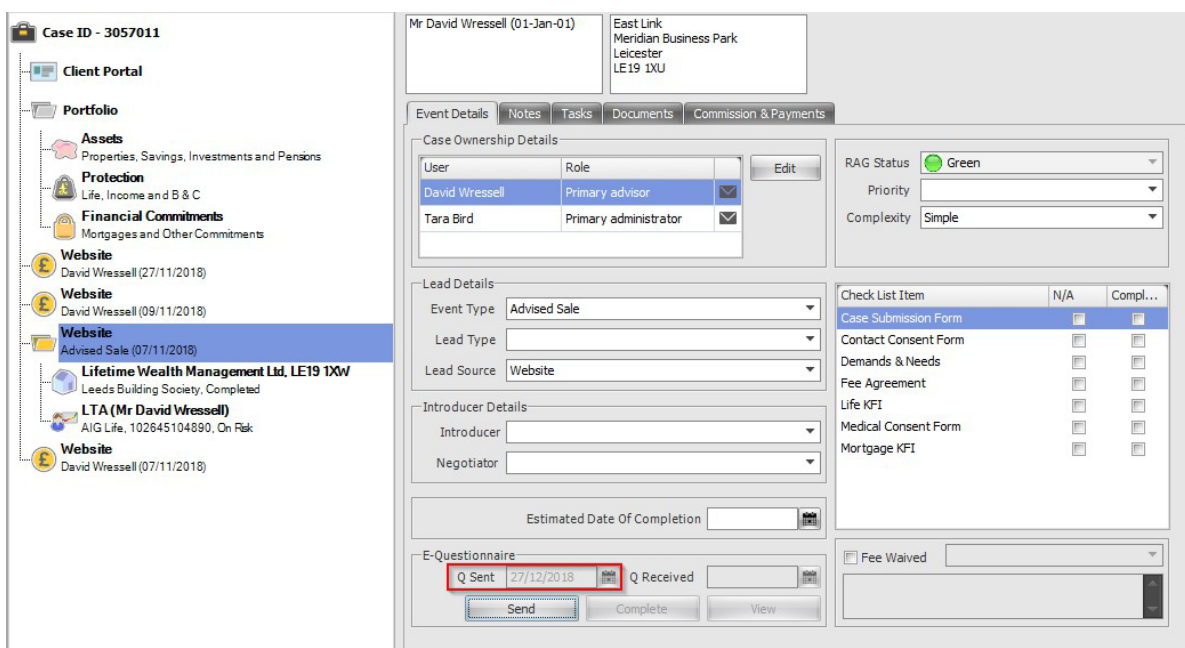 Case ID - 3057011
Client Portal
Portfolio
Assets
Properties, Savings, Investments and Pensions
Protection
Life, Income and B & C
Financial Commitments
Mortgages and Other Commitments
Website
David Wressell (27/11/2018)
Website
David Wressell (09/11/2018)
Website
Advised Sale (07/11/2018)
Lifetime Wealth Management Ltd, LE19 1XW
Leeds Building Society, Completed
LTA (Mr David Wressell)
AIG Life, 102645104890, On Risk
Website
David Wressell (07/11/2018)
Mr David Wressell (01-Jan-01)
East Link
Meridian Business Park
Leicester
LE19 1XU
Event Details Notes Tasks Documents Commission & Payments
Case Ownership Details
User Role
David Wressell Primary advisor
Tara Bird Primary administrator
Edit
RAG Status Green
Priority
Complexity Simple
Lead Details
Event Type Advised Sale
Lead Type
Lead Source Website
Introducer Details
Introducer
Negotiator
Estimated Date Of Completion
Check List Item N/A Compl...
Case Submission Form
Contact Consent Form
Demands & Needs
Fee Agreement
Life KFI
Medical Consent Form
Mortgage KFI
E-Questionnaire
Q Sent 27/12/2018 Q Received
Send Complete View
Fee Waived